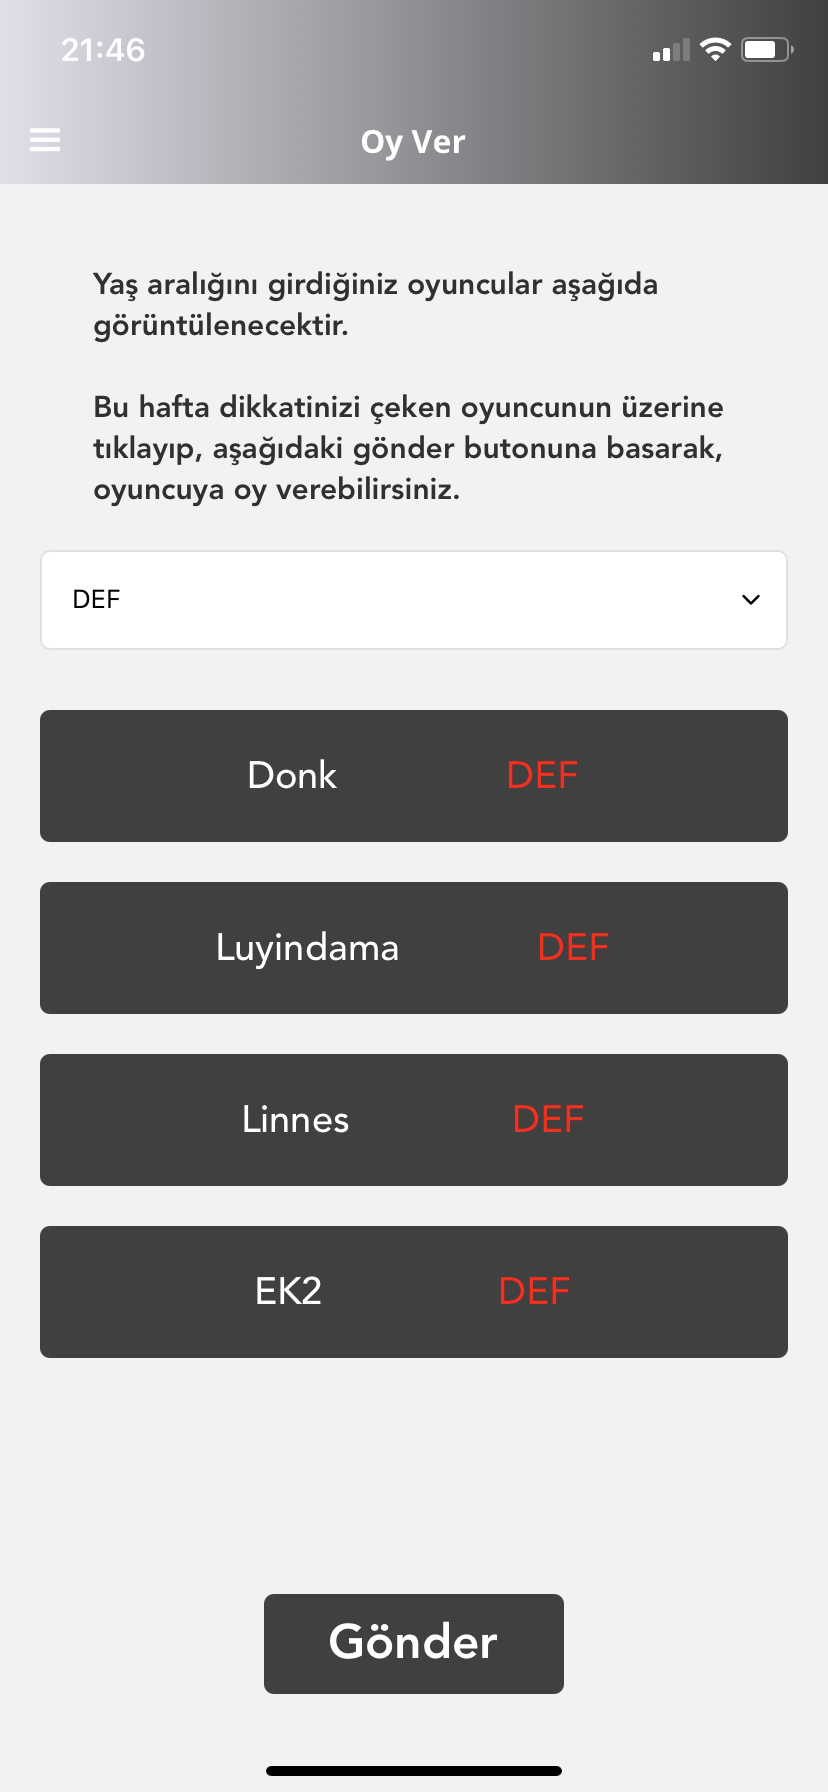 21:46
Oy Ver
Yaş aralığını girdiğiniz oyuncular aşağıda
görüntülenecektir.
Bu hafta dikkatinizi çeken oyuncunun üzerine
tıklayıp, aşağıdaki gönder butonuna basarak,
oyuncuya oy verebilirsiniz.
DEF
Donk DEF
Luyindama DEF
Linnes DEF
EK2 DEF
Gönder